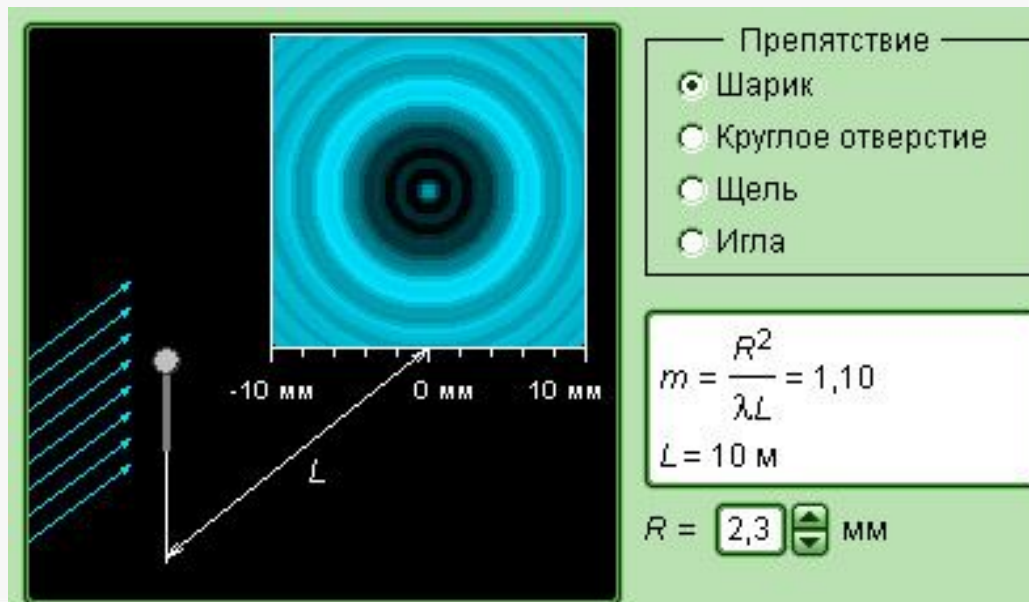 Препятствие
Шарик
Круглое отверстие
Щель
Игла
-10 мм 0 мм 10 мм
L
m = R² / λL = 1,10
L = 10 м
R = 2,3 мм